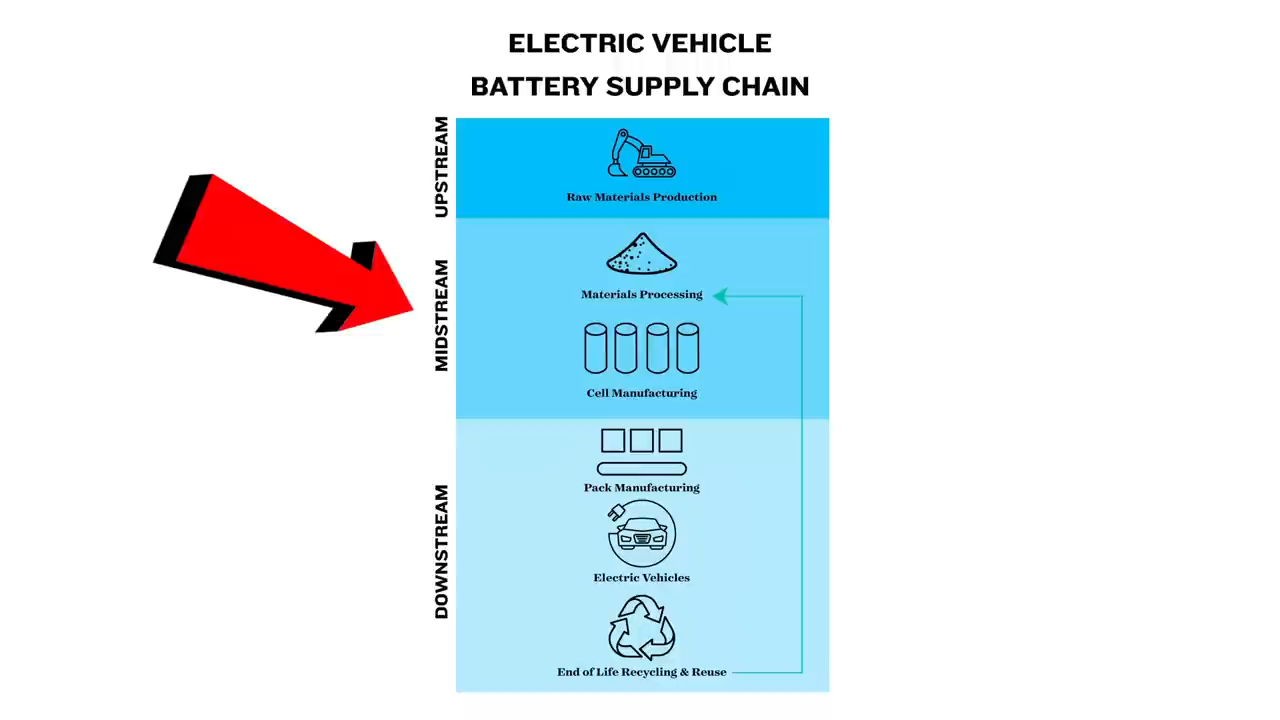 ELECTRIC VEHICLE
BATTERY SUPPLY CHAIN
UPSTREAM
Raw Materials Production
MIDSTREAM
Materials Processing
Cell Manufacturing
DOWNSTREAM
Pack Manufacturing
Electric Vehicles
End of Life Recycling & Reuse